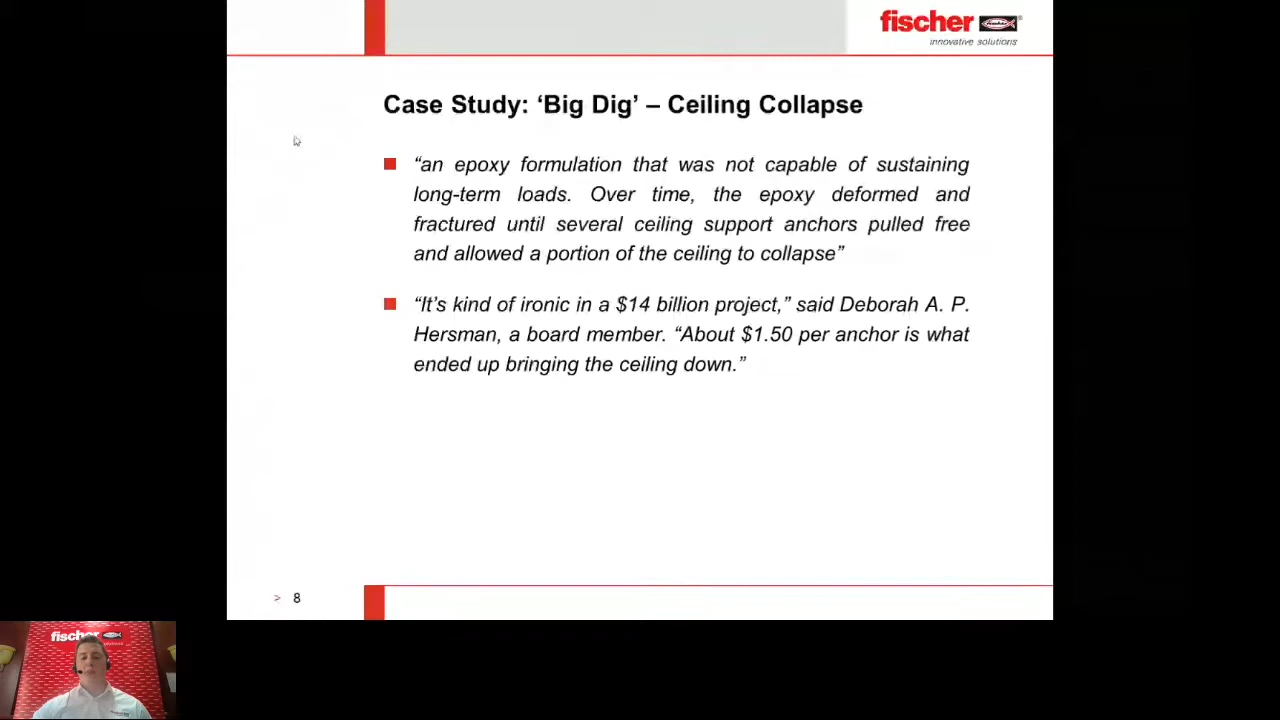 fischer
innovative solutions
Case Study: ‘Big Dig’ – Ceiling Collapse
“an epoxy formulation that was not capable of sustaining
long-term loads. Over time, the epoxy deformed and
fractured until several ceiling support anchors pulled free
and allowed a portion of the ceiling to collapse”
“It’s kind of ironic in a $14 billion project,” said Deborah A. P.
Hersman, a board member. “About $1.50 per anchor is what
ended up bringing the ceiling down.”
> 8
fischer